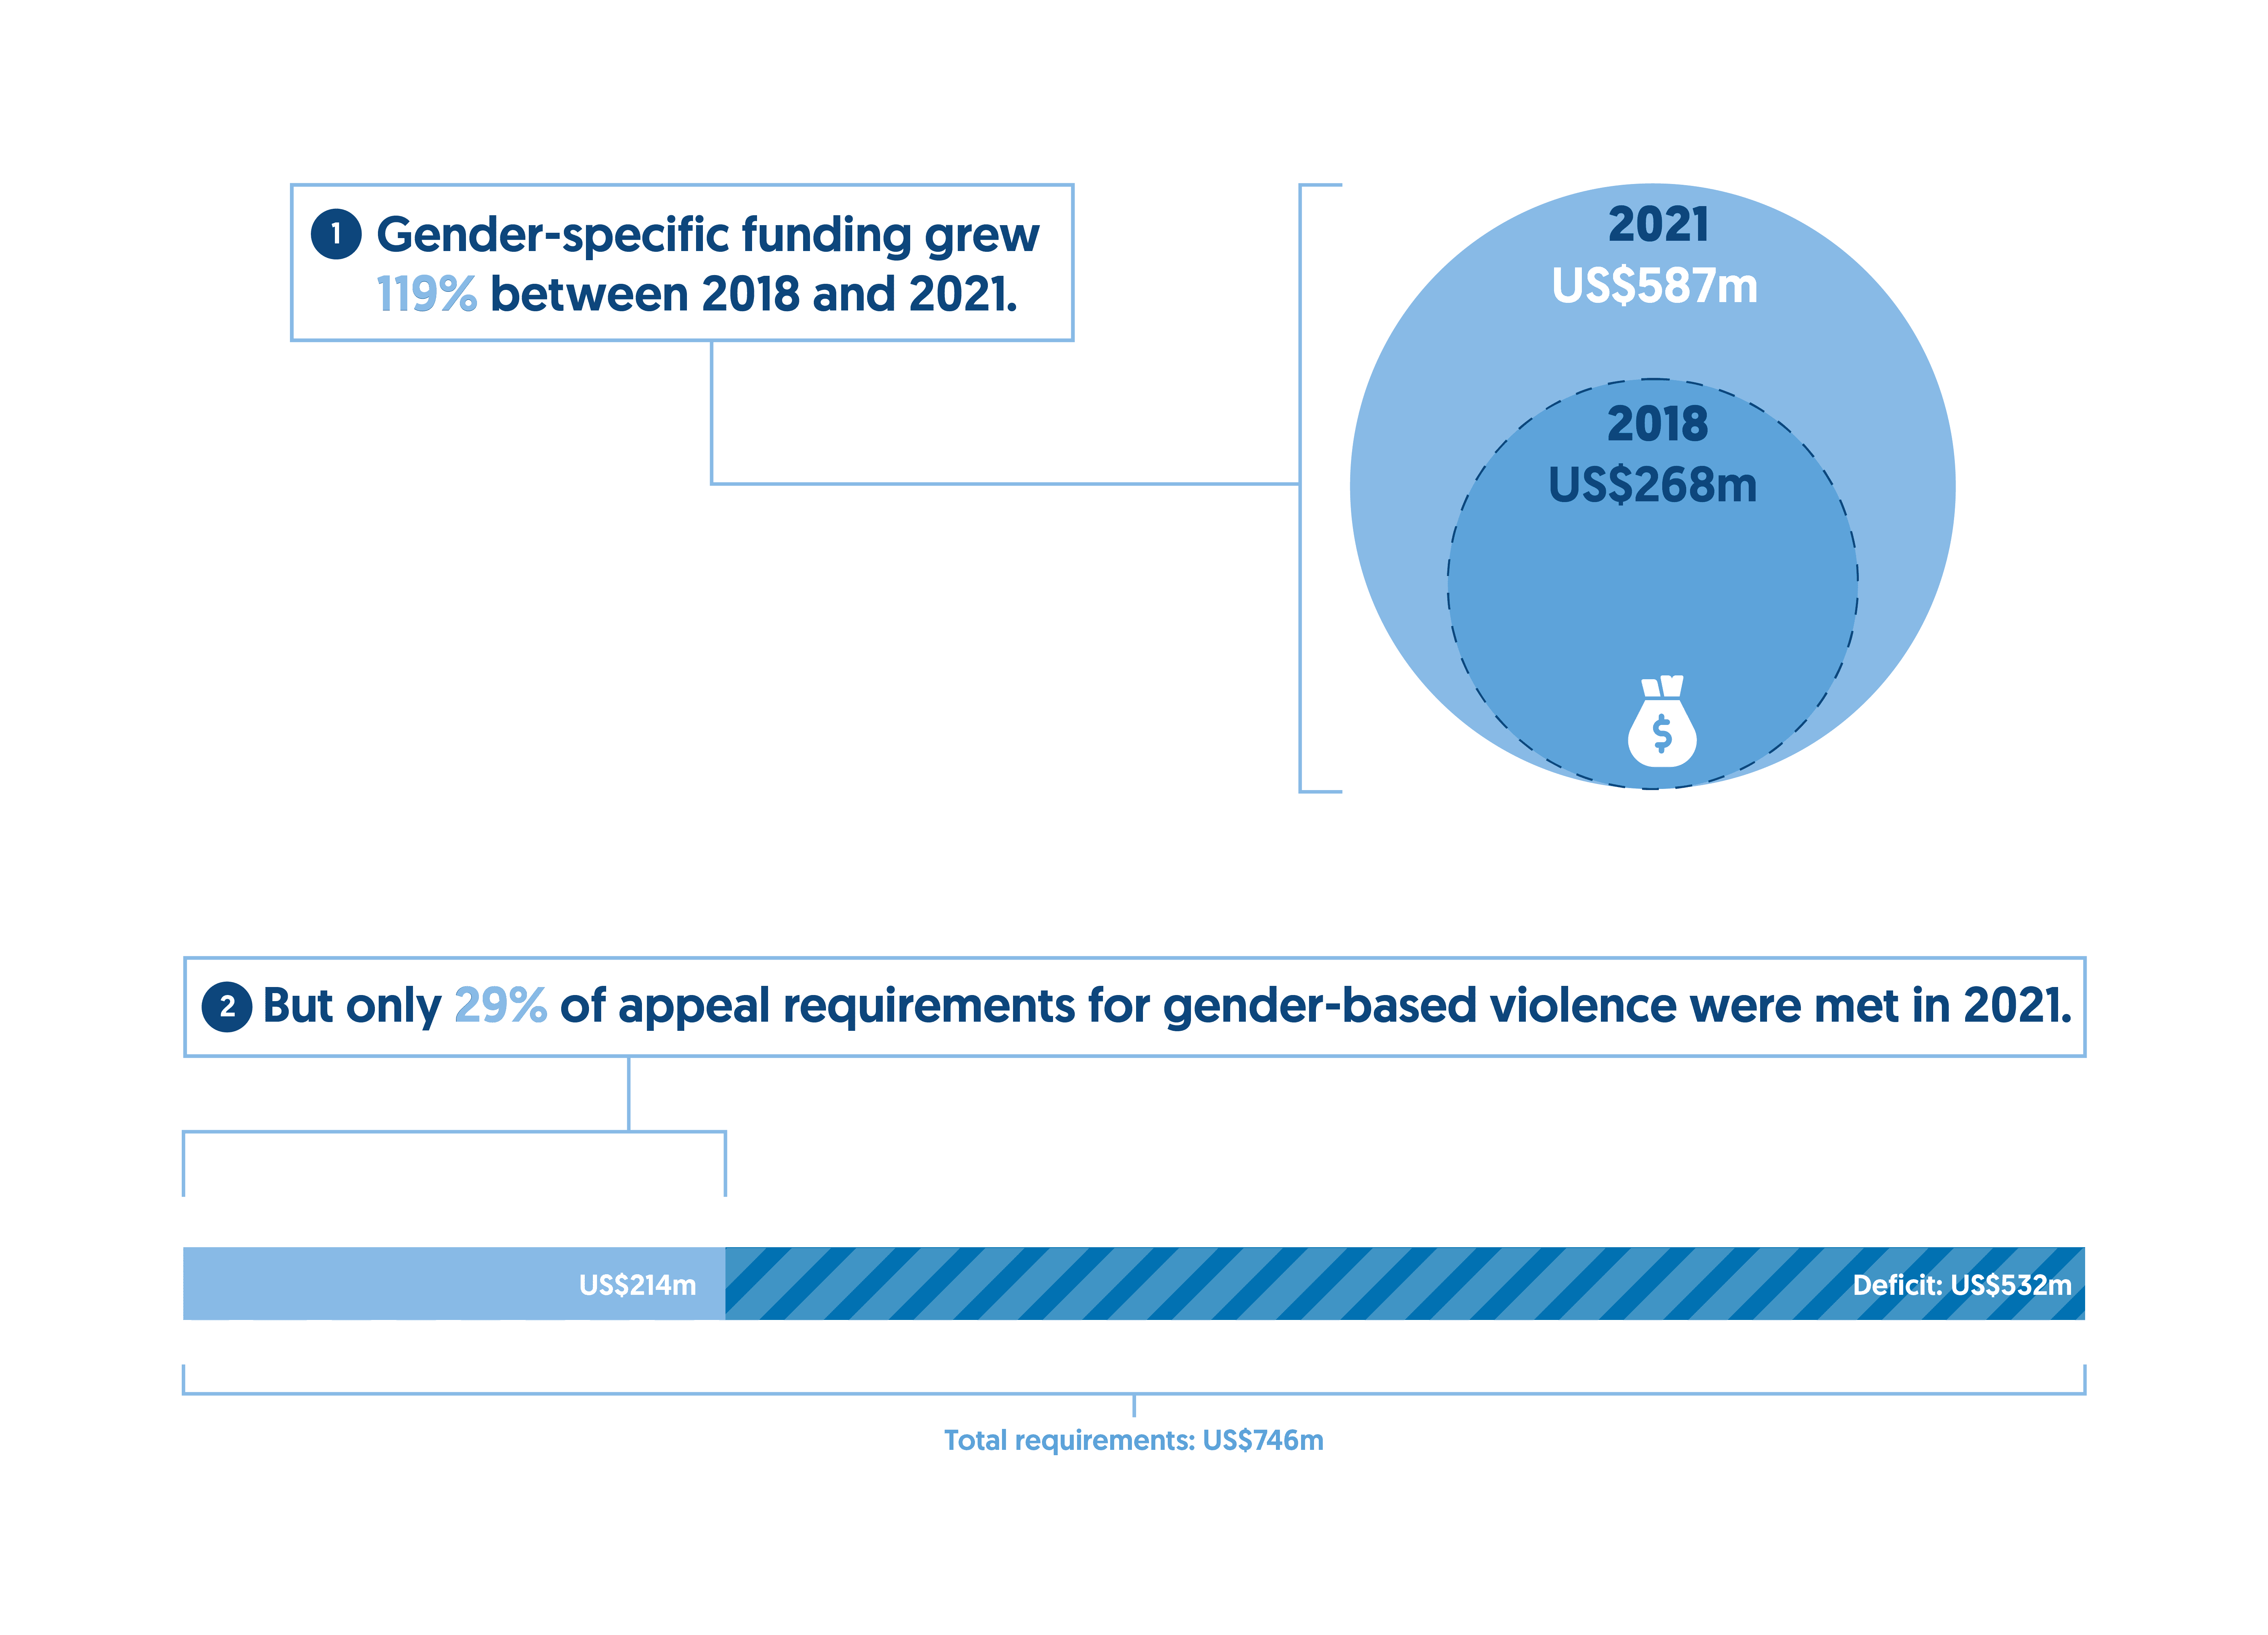 1 Gender-specific funding grew
119% between 2018 and 2021.
2021
US$587m
2018
US$268m
$
2 But only 29% of appeal requirements for gender-based violence were met in 2021.
US$214m
Deficit: US$532m
Total requirements: US$746m